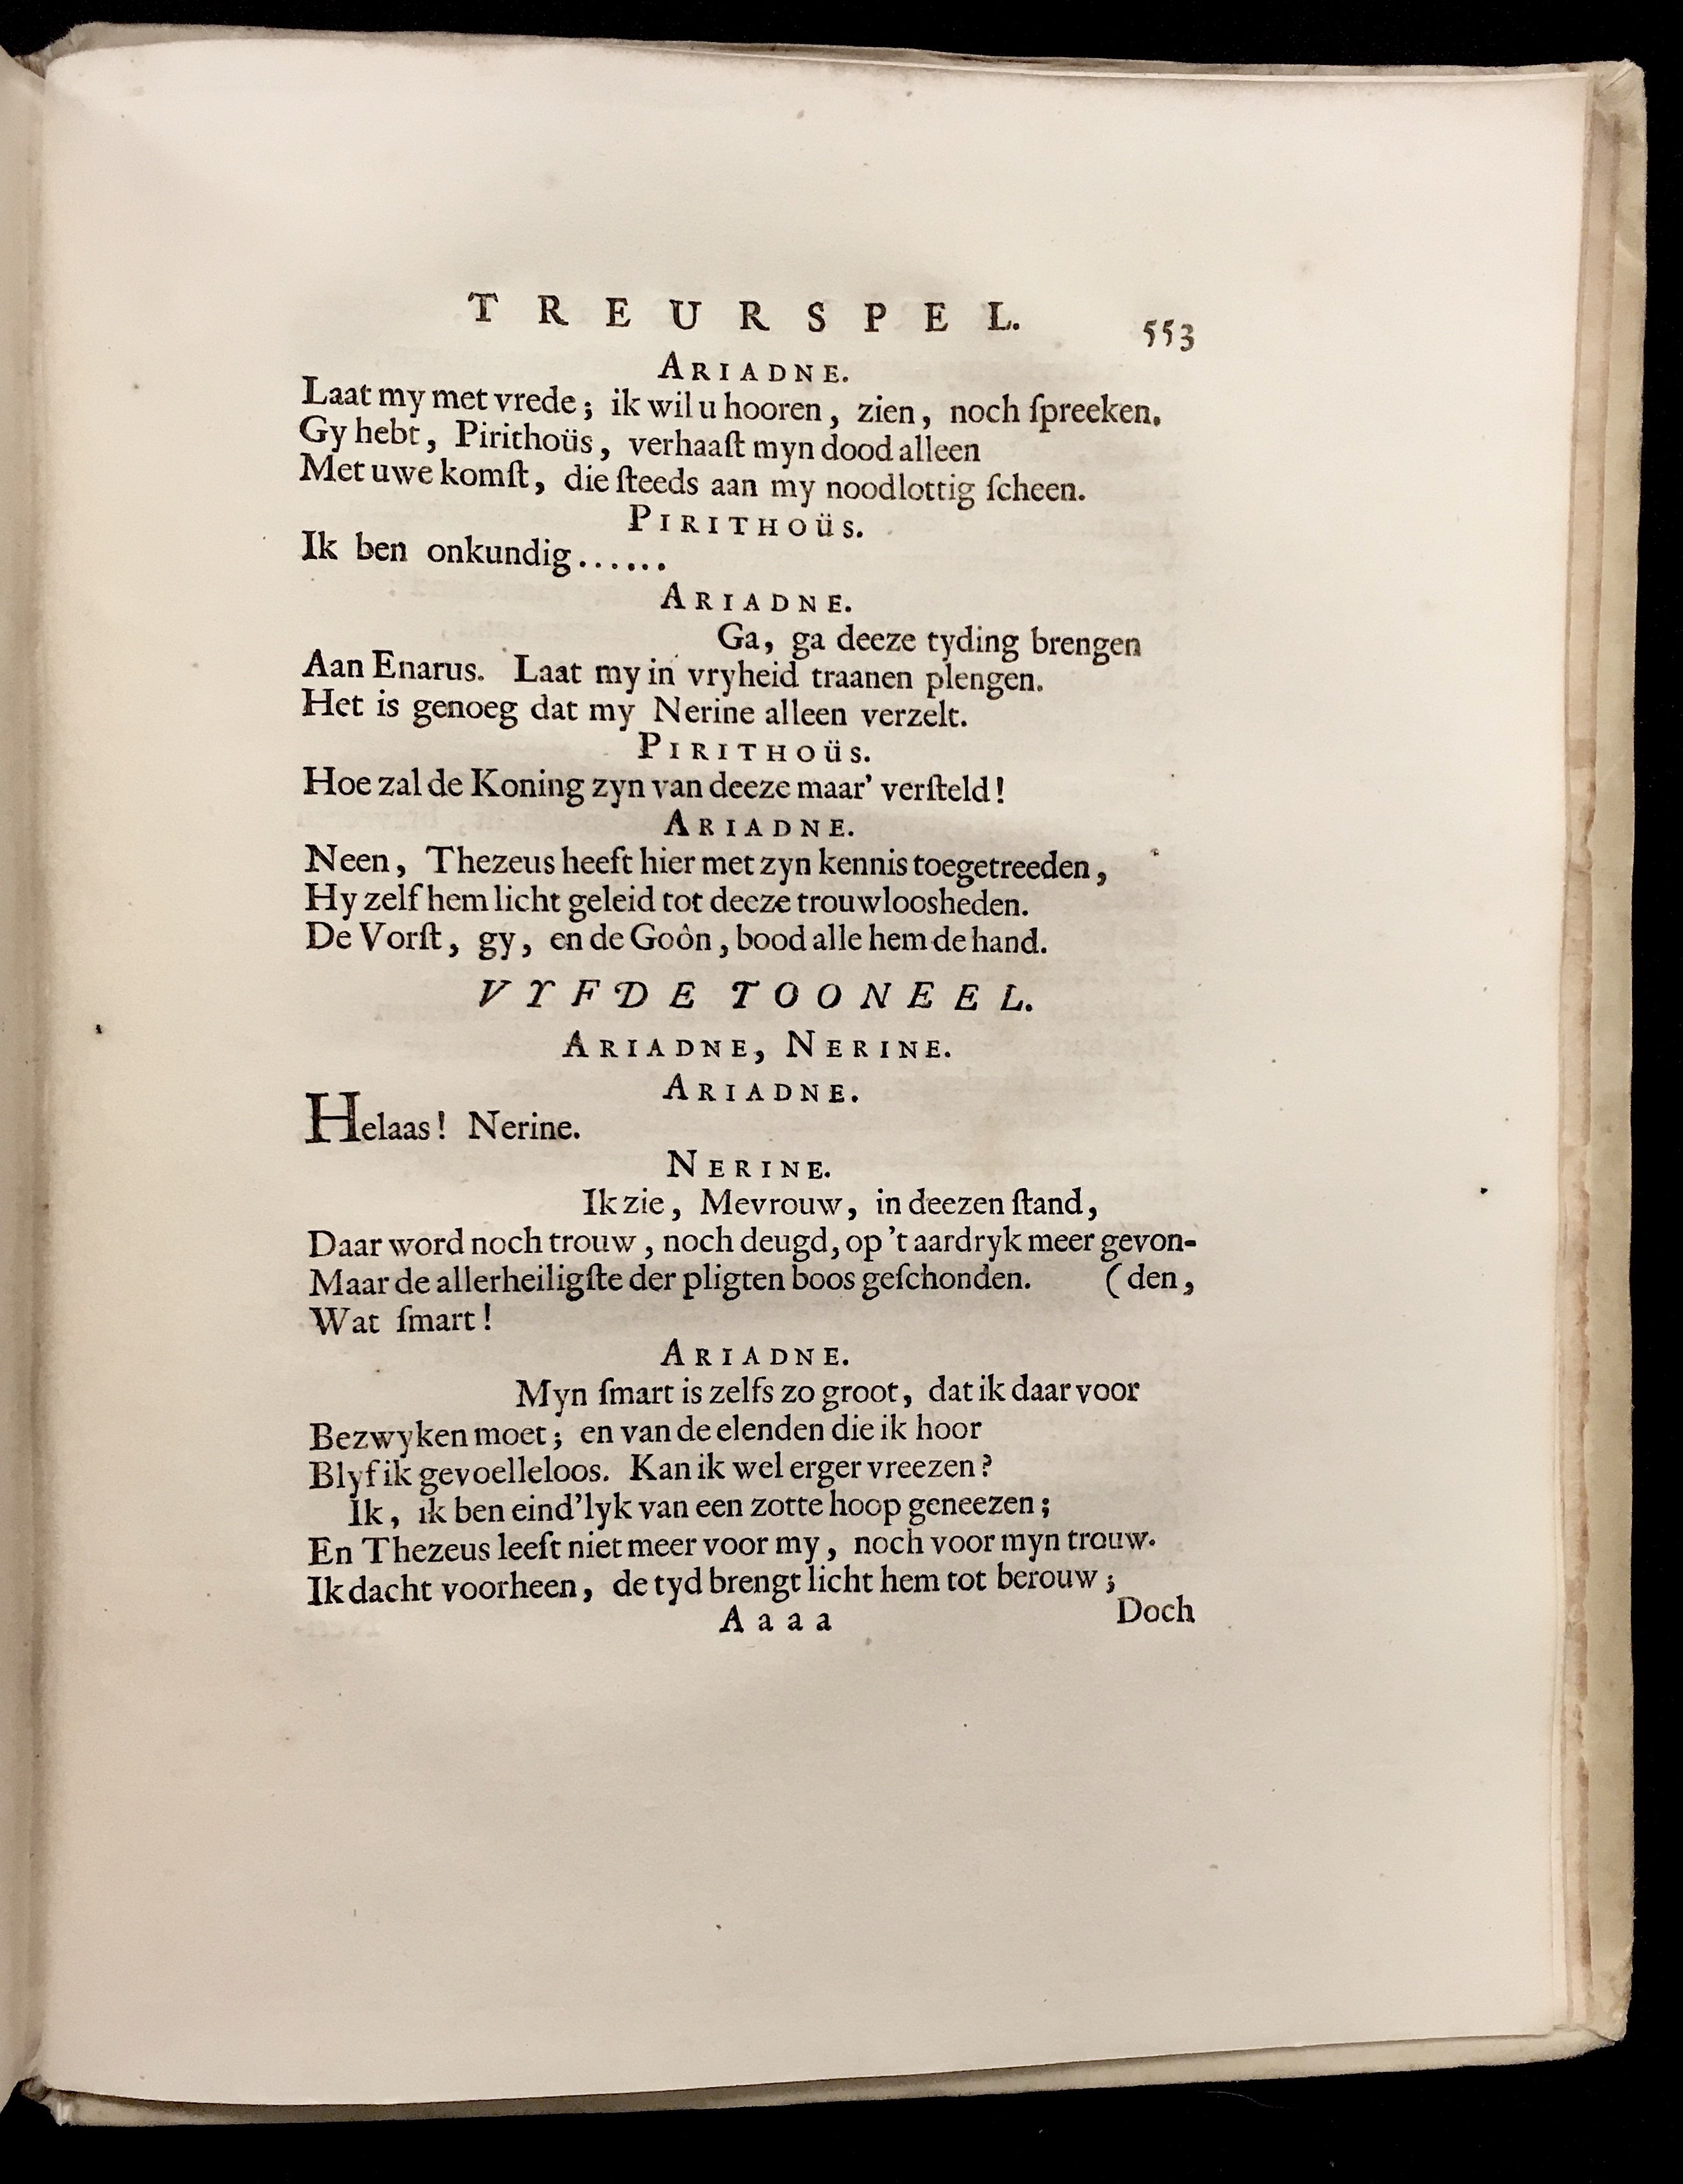 TREURSPEL. 553
ARIADNE.
Laat my met vrede; ik wil u hooren, zien, noch ſpreeken.
Gy hebt, Pirithoüs, verhaaſt myn dood alleen
Met uwe komſt, die ſteeds aan my noodlottig ſcheen.
PIRITHOüS.
Ik ben onkundig......
ARIADNE.
Ga, ga deeze tyding brengen
Aan Enarus. Laat my in vryheid traanen plengen.
Het is genoeg dat my Nerine alleen verzelt.
PIRITHOüS.
Hoe zal de Koning zyn van deeze maar' verſteld!
ARIADNE.
Neen, Thezeus heeft hier met zyn kennis toegetreeden,
Hy zelf hem licht geleid tot deeze trouwloosheden.
De Vorſt, gy, en de Goôn, bood alle hem de hand.
VYFDE TOONEEL.
ARIADNE, NERINE.
ARIADNE.
Helaas! Nerine.
NERINE.
Ik zie, Mevrouw, in deezen ſtand,
Daar word noch trouw, noch deugd, op 't aardryk meer gevon-
Maar de allerheiligſte der pligten boos geſchonden. (den,
Wat ſmart!
ARIADNE.
Myn ſmart is zelfs zo groot, dat ik daar voor
Bezwyken moet; en van de elenden die ik hoor
Blyf ik gevoelleloos. Kan ik wel erger vreezen?
Ik, ik ben eind'lyk van een zotte hoop geneezen;
En Thezeus leeft niet meer voor my, noch voor myn trouw.
Ik dacht voorheen, de tyd brengt licht hem tot berouw;
Aaaa Doch